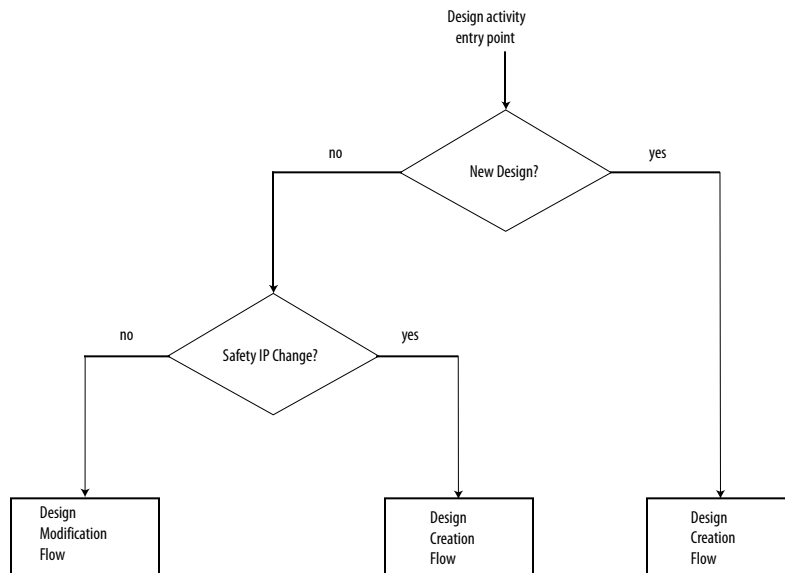 Design activity
entry point
no
New Design?
yes
no
Safety IP Change?
yes
Design
Modification
Flow
Design
Creation
Flow
Design
Creation
Flow